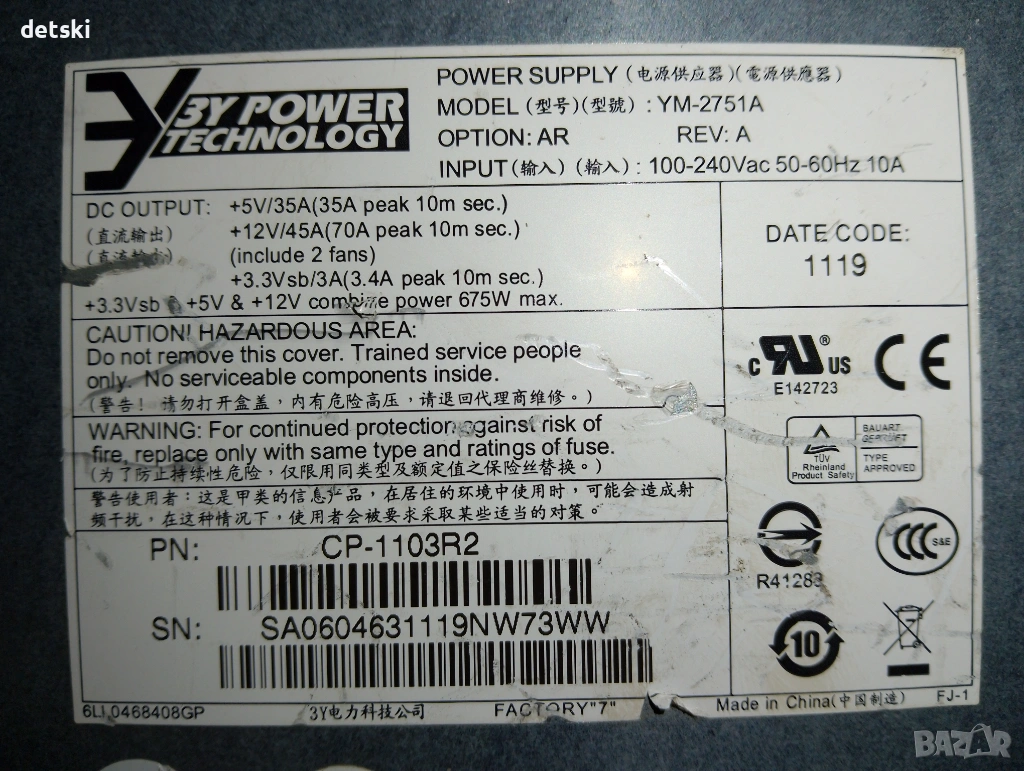 detski
3Y POWER
TECHNOLOGY
POWER SUPPLY (电源供应器)(電源供應器)
MODEL (型号)(型號) : YM-2751A
OPTION: AR REV: A
INPUT(输入) (輸入) : 100-240Vac 50-60Hz 10A
DC OUTPUT: +5V/35A(35A peak 10m sec.)
(直流输出) +12V/45A(70A peak 10m sec.)
(直流輸出) (include 2 fans)
+3.3Vsb/3A(3.4A peak 10m sec.)
+3.3Vsb +5V & +12V combine power 675W max.
DATE CODE:
1119
CAUTION! HAZARDOUS AREA:
Do not remove this cover. Trained service people
only. No serviceable components inside.
(警告! 请勿打开盒盖，内有危险高压，请退回代理商维修。)
WARNING: For continued protection against risk of
fire, replace only with same type and ratings of fuse.
(为了防止持续性危险，仅限用同类型及额定值之保险丝替换。)
警告使用者：这是甲类的信息产品，在居住的环境中使用时，可能会造成射
频干扰，在这种情况下，使用者会被要求采取某些适当的对策。
c RU ® US
E142723
CE
TÜV
Rheinland
Product Safety
BAUART
GEPRÜFT
TYPE
APPROVED
R41283
CCC S&E
10
PN: CP-1103R2
SN: SA0604631119NW73WW
6LI.0468408GP 3Y电力科技公司 FACTORY"7" Made in China(中国制造) FJ-1
BAZAR